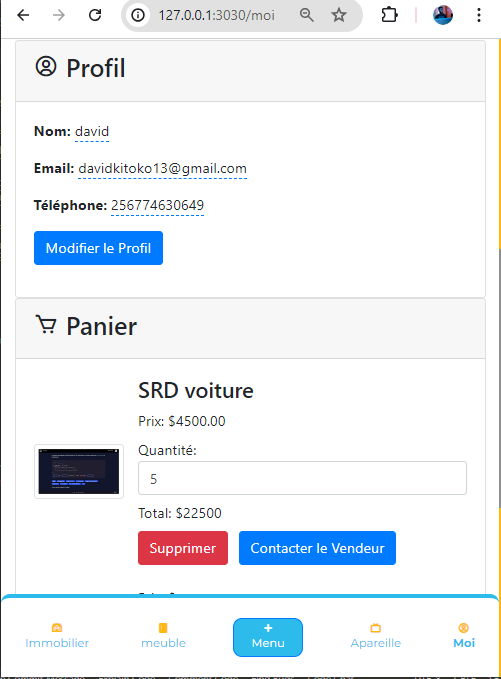 127.0.0.1:3030/moi
Profil
Nom: david
Email: davidkitoko13@gmail.com
Téléphone: 256774630649
Modifier le Profil
Panier
SRD voiture
Prix: $4500.00
Quantité:
5
Total: $22500
Supprimer Contacter le Vendeur
Immobilier meuble Menu Apareille Moi